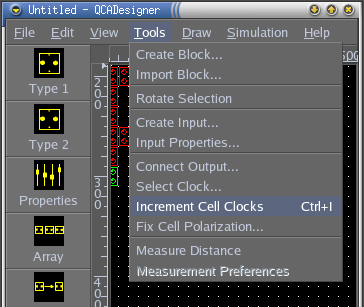 Untitled - QCADesigner
File Edit View Tools Draw Simulation Help
Create Block...
Import Block...
Rotate Selection
Create Input...
Input Properties...
Connect Output...
Select Clock...
Increment Cell Clocks Ctrl+I
Fix Cell Polarization...
Measure Distance
Measurement Preferences
Type 1
Type 2
Properties
Array
200
300